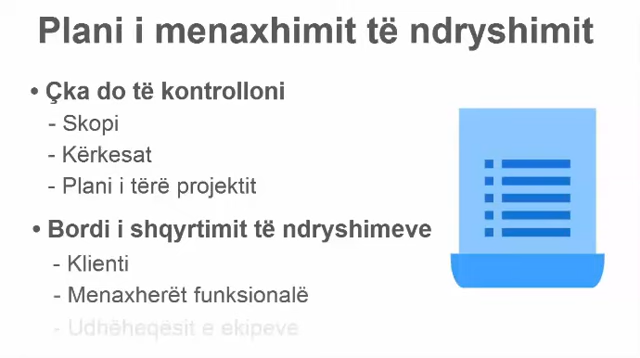 Plani i menaxhimit të ndryshimit
• Çka do të kontrolloni
- Skopi
- Kërkesat
- Plani i tërë projektit
• Bordi i shqyrtimit të ndryshimeve
- Klienti
- Menaxherët funksionalë
- Udhëheqësit e ekipeve